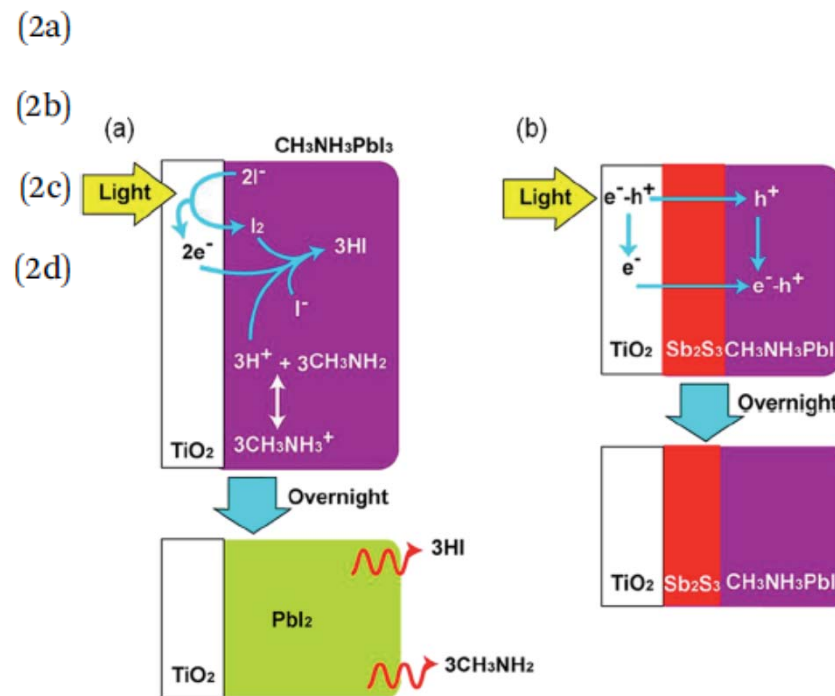 (2a)
(2b)
(2c)
(2d)
(a)
CH₃NH₃PbI₃
Light
2I⁻
I₂
2e⁻
3HI
I⁻
3H⁺ + 3CH₃NH₂
3CH₃NH₃⁺
TiO₂
Overnight
3HI
PbI₂
TiO₂
3CH₃NH₂
(b)
Light
e⁻-h⁺
h⁺
e⁻
e⁻-h⁺
TiO₂
Sb₂S₃
CH₃NH₃PbI
Overnight
TiO₂
Sb₂S₃
CH₃NH₃PbI